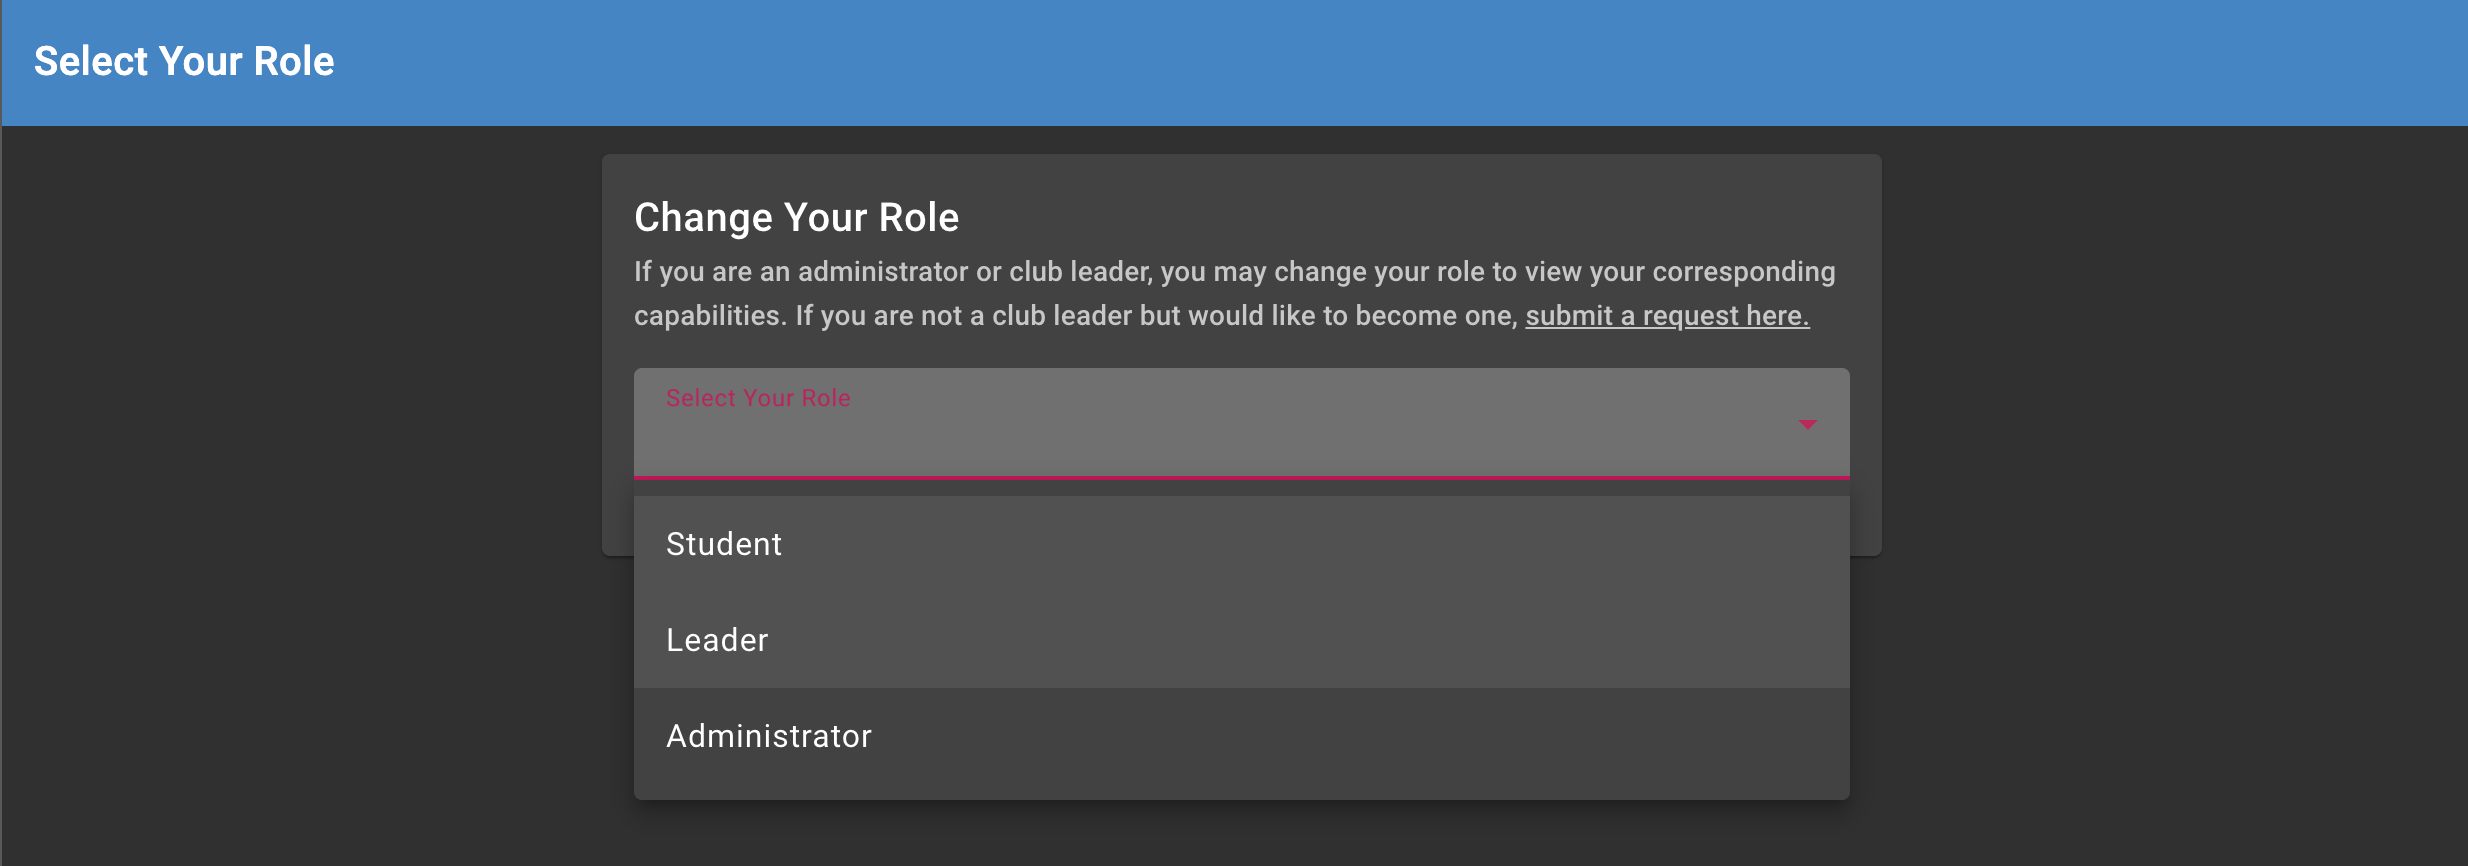 Select Your Role
Change Your Role
If you are an administrator or club leader, you may change your role to view your corresponding
capabilities. If you are not a club leader but would like to become one, submit a request here.
Select Your Role
Student
Leader
Administrator